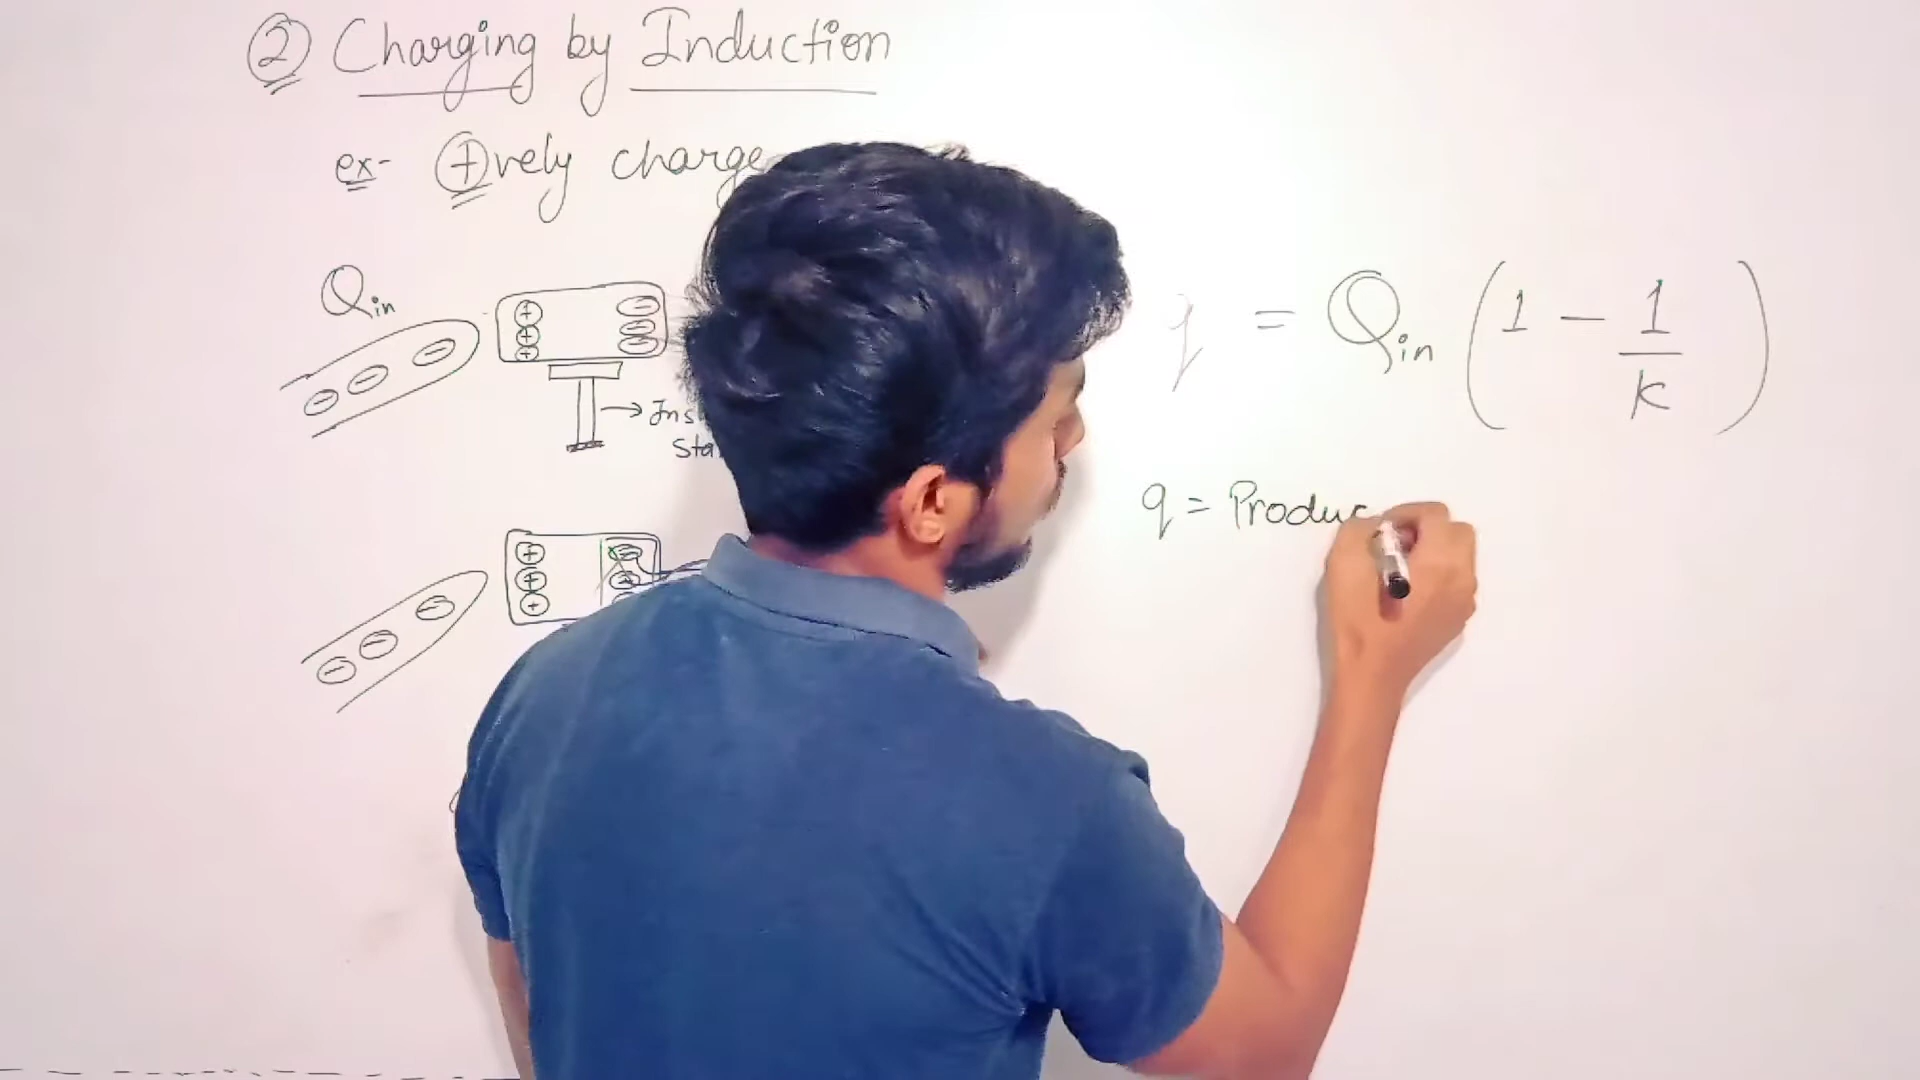 ② Charging by Induction
ex- ⊕vely charge
Qin
→ Ins
Sta
q = Qin (1 - 1/K)
q = Produc